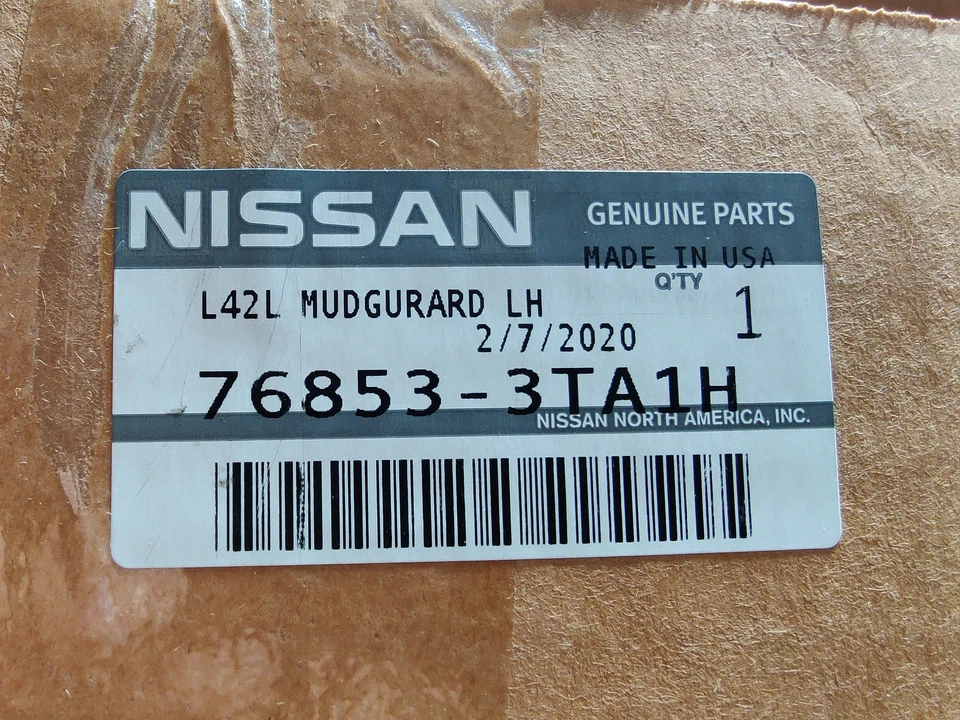 NISSAN
GENUINE PARTS
MADE IN USA
Q'TY
L42L MUDGURARD LH
1
2/7/2020
76853-3TA1H
NISSAN NORTH AMERICA, INC.